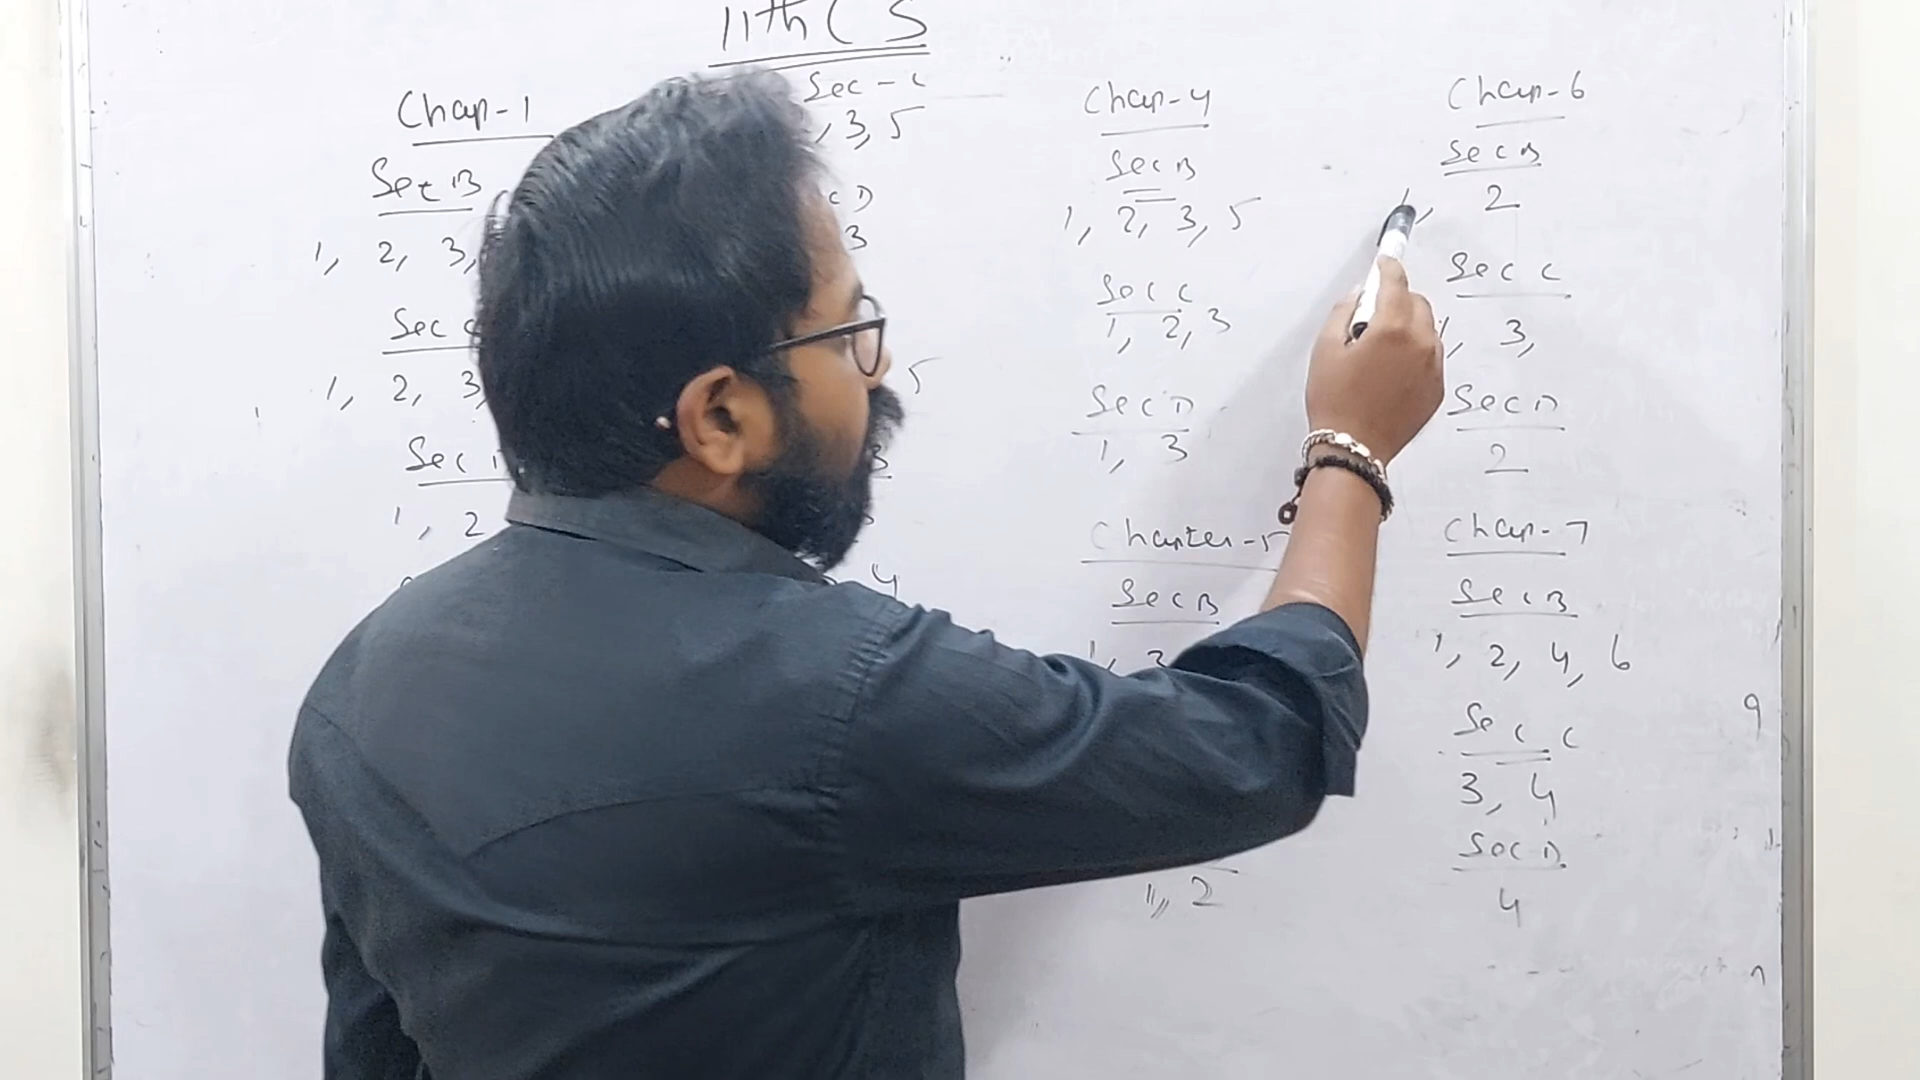 11th CS
Chap-1
Sec B
1, 2, 3,
Sec C
1, 2, 3,
Sec
1, 2
Sec - C
, 3, 5
3
5
4
Chap-4
Sec B
1, 2, 3, 5
Sec C
1, 2, 3
Sec D
1, 3
Chapter-5
Sec B
1, 2
Chap-6
Sec B
1, 2
Sec C
1, 3,
Sec D
2
Chap-7
Sec B
1, 2, 4, 6
Sec C
3, 4
Sec D
4
9